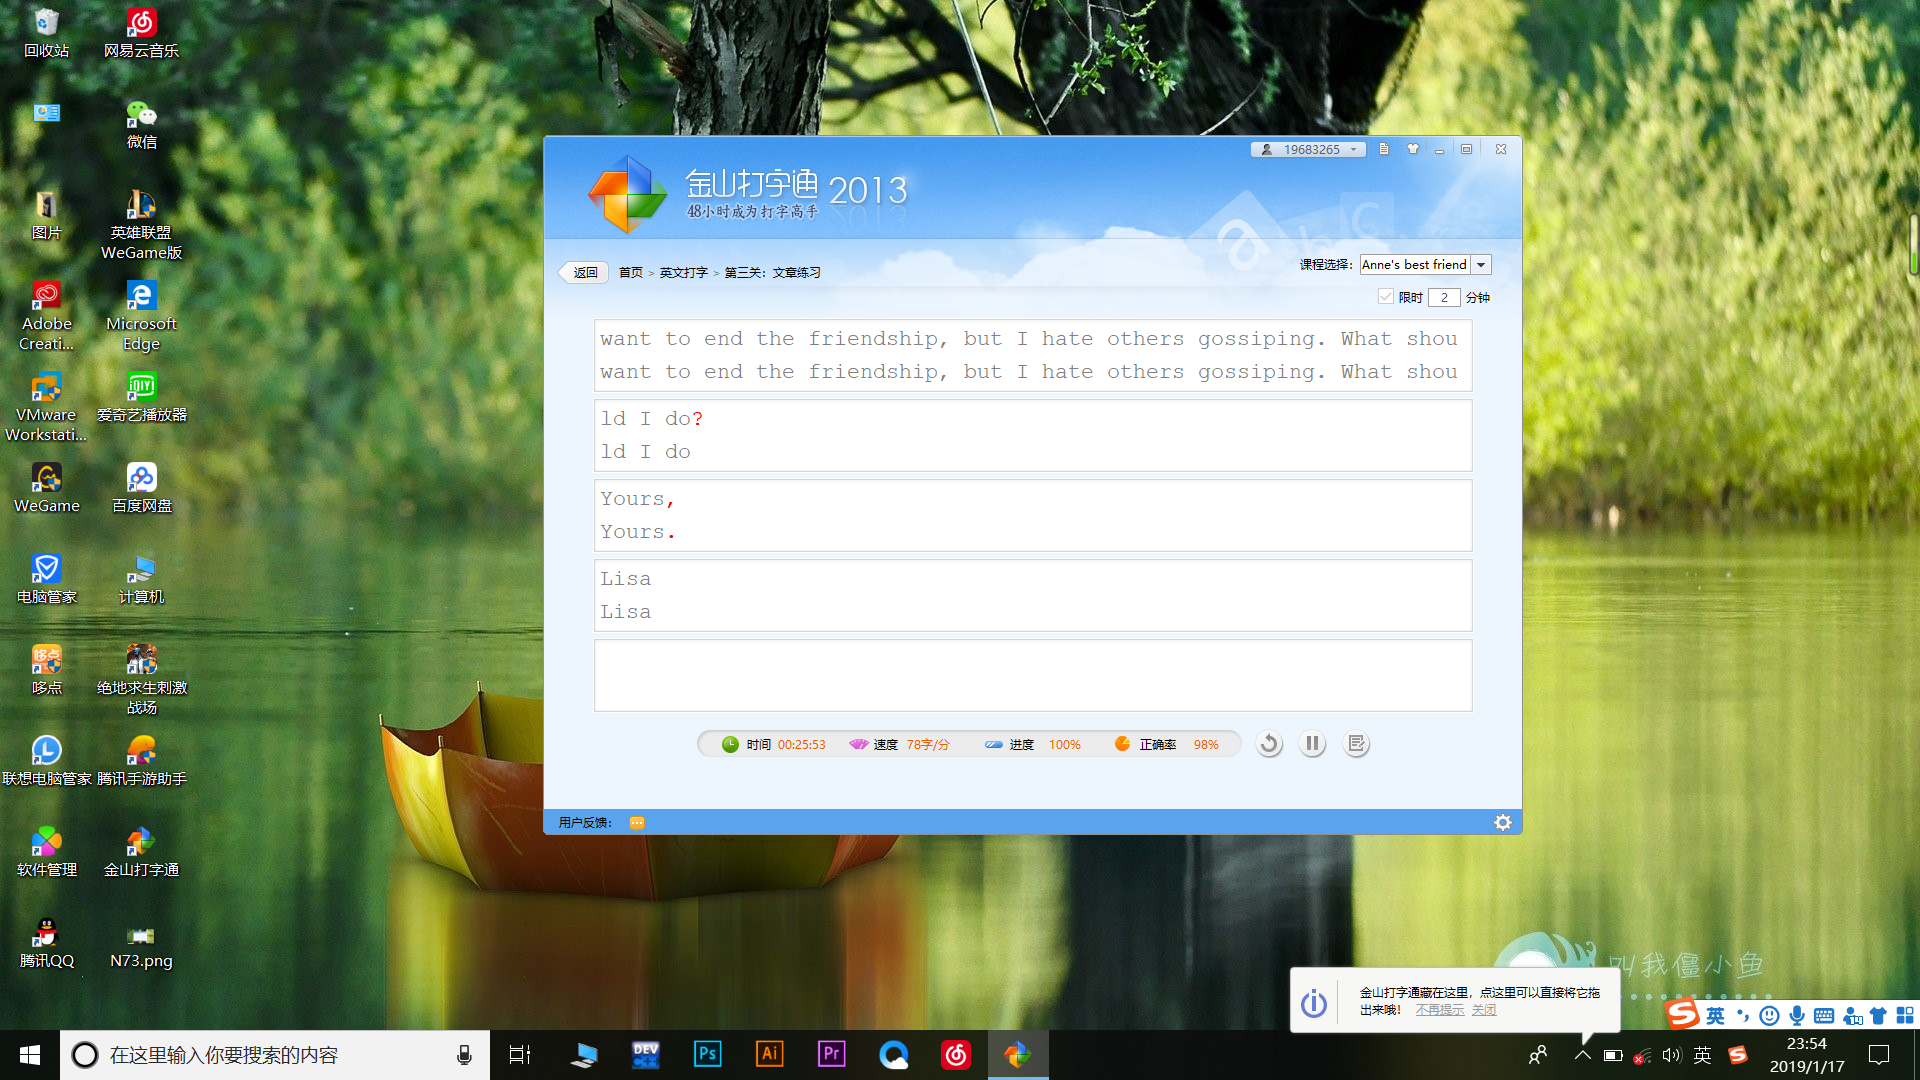 回收站
网易云音乐
微信
图片
英雄联盟
WeGame版
Adobe
Creati...
Microsoft
Edge
VMware
Workstati...
爱奇艺播放器
WeGame
百度网盘
电脑管家
计算机
哆点
绝地求生刺激
战场
联想电脑管家
腾讯手游助手
软件管理
金山打字通
腾讯QQ
N73.png
19683265
金山打字通 2013
48小时成为打字高手
返回
首页 > 英文打字 > 第三关：文章练习
课程选择：
Anne's best friend
限时 2 分钟
want to end the friendship, but I hate others gossiping. What shou
want to end the friendship, but I hate others gossiping. What shou
ld I do?
ld I do
Yours,
Yours.
Lisa
Lisa
时间 00:25:53 速度 78字/分 进度 100% 正确率 98%
用户反馈：
叫我僵小鱼
金山打字通藏在这里，点这里可以直接将它拖
出来哦！ 不再提示 关闭
英
在这里输入你要搜索的内容
DEV
C++
Ps
Ai
Pr
英
23:54
2019/1/17